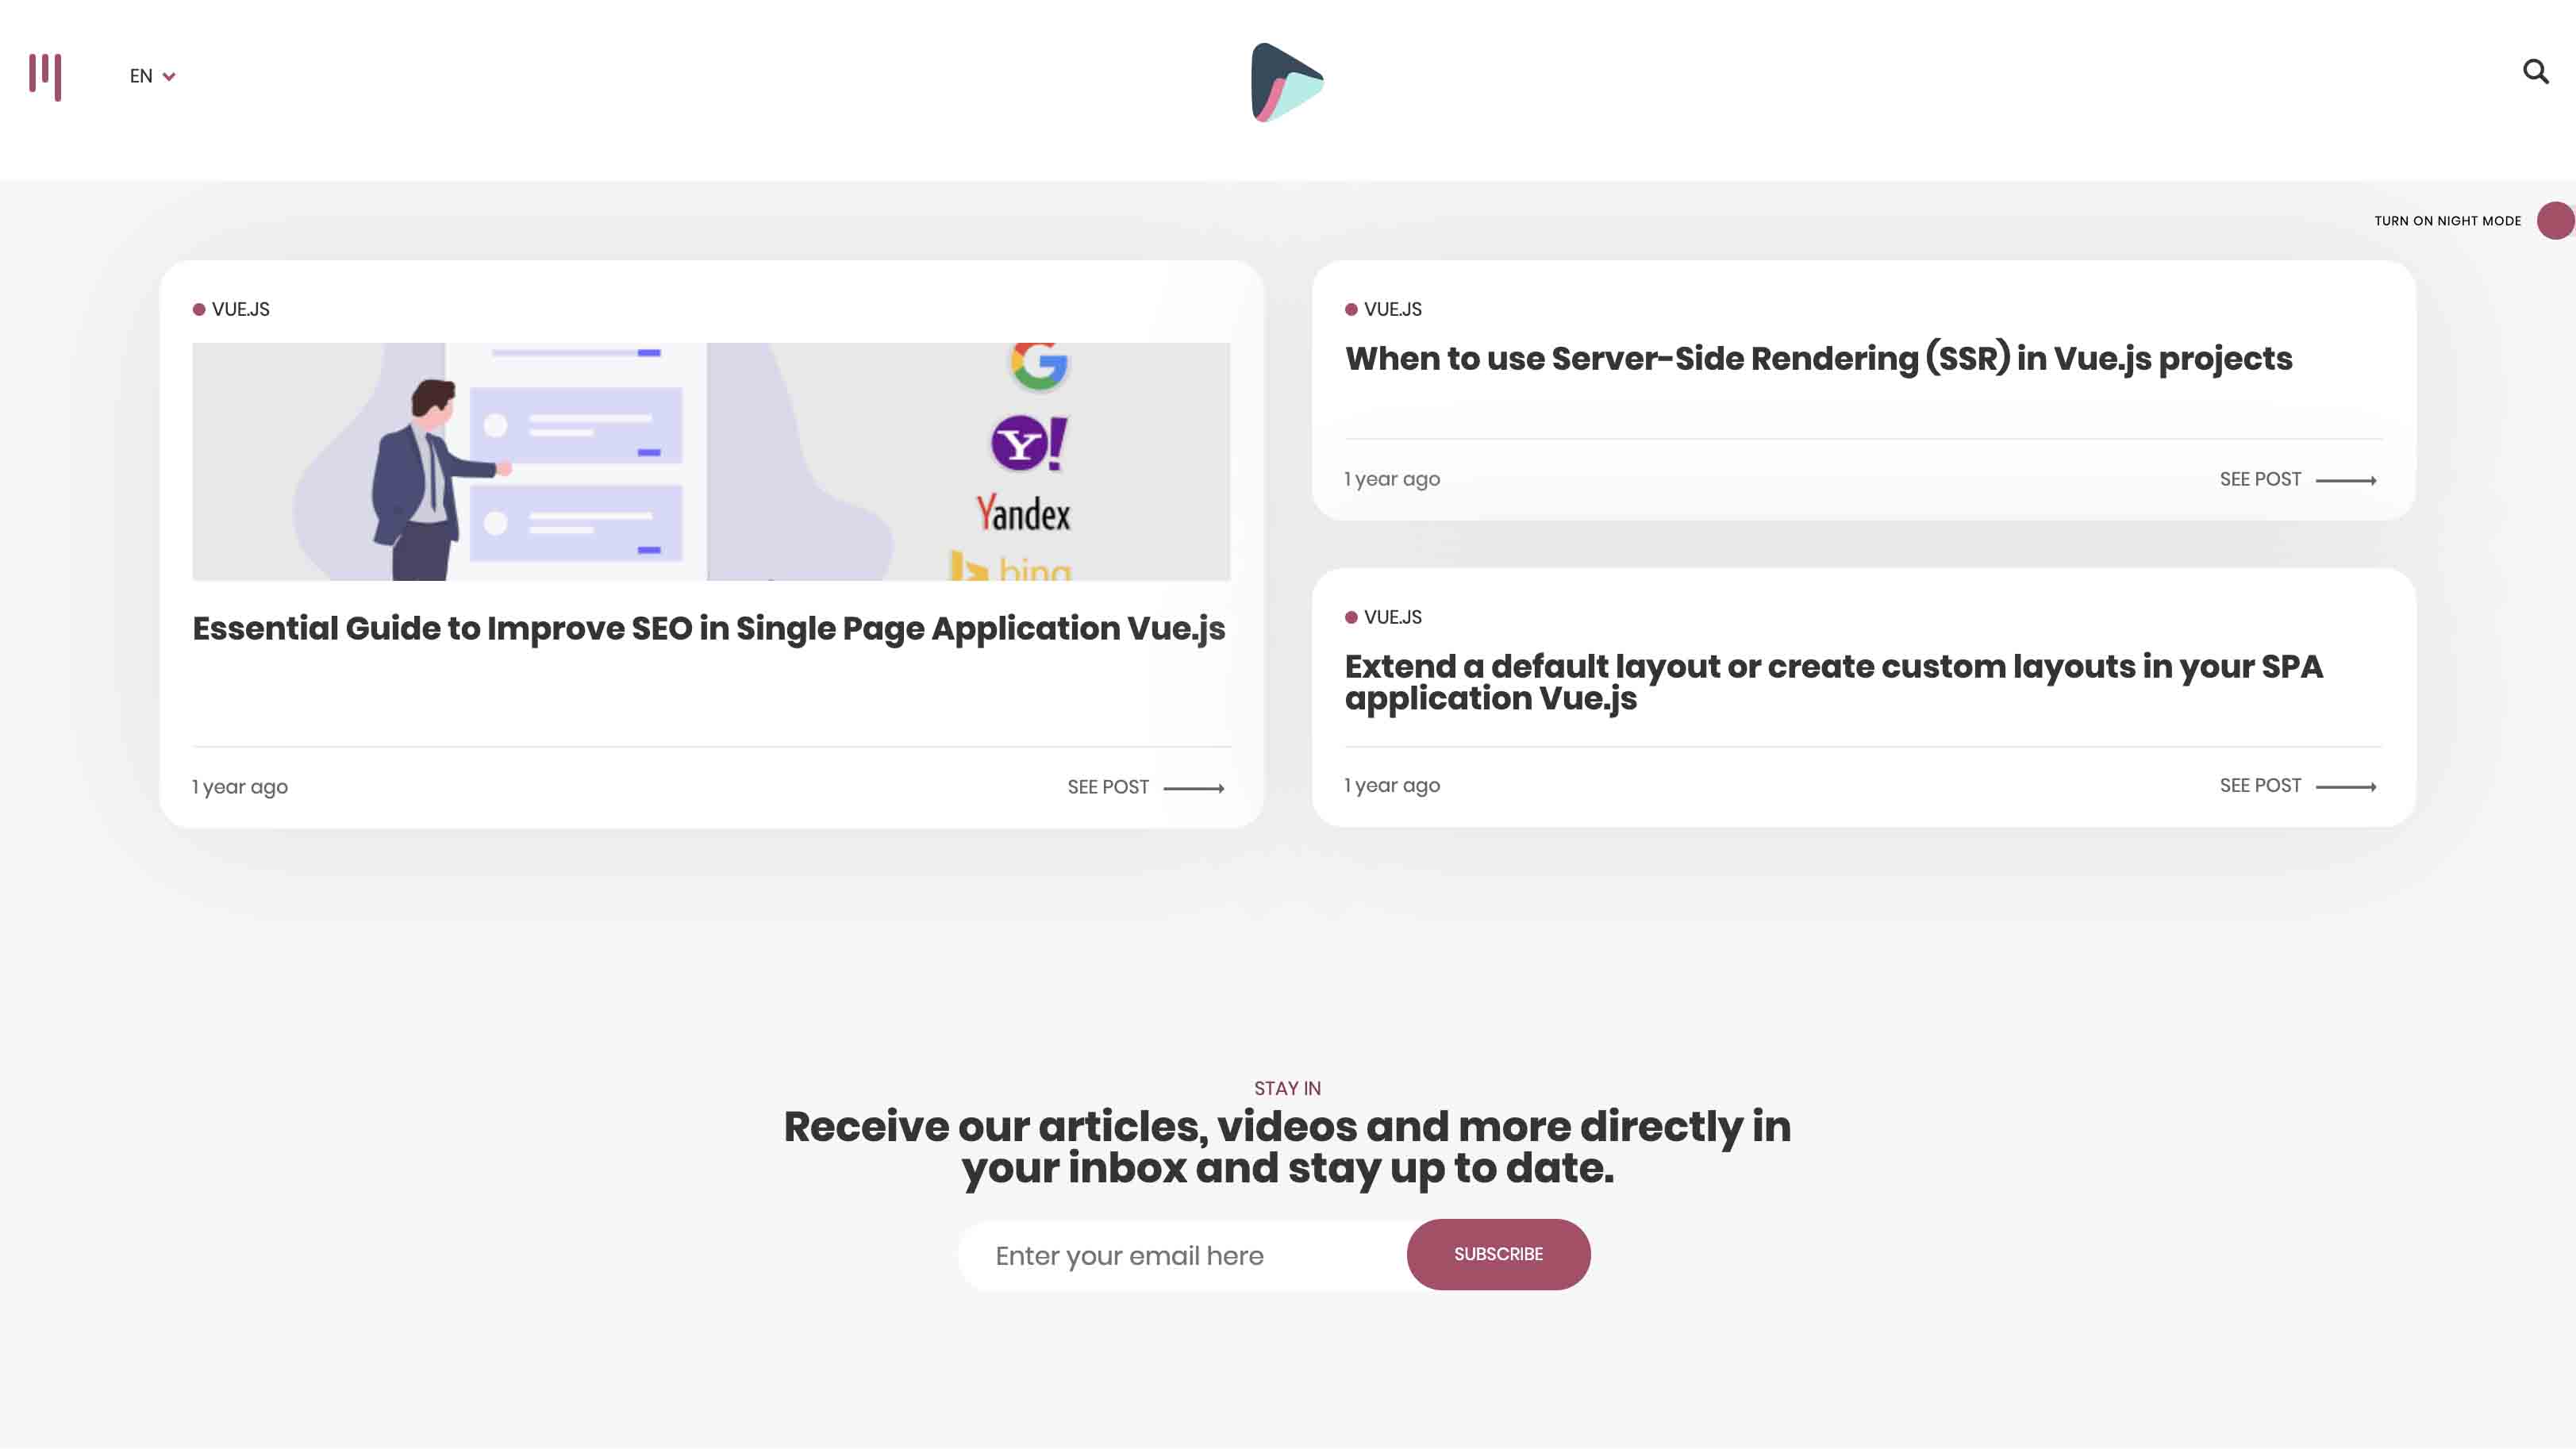 EN
TURN ON NIGHT MODE
VUE.JS
Y!
Yandex
bing
Essential Guide to Improve SEO in Single Page Application Vue.js
1 year ago
SEE POST
VUE.JS
When to use Server-Side Rendering (SSR) in Vue.js projects
1 year ago
SEE POST
VUE.JS
Extend a default layout or create custom layouts in your SPA
application Vue.js
1 year ago
SEE POST
STAY IN
Receive our articles, videos and more directly in
your inbox and stay up to date.
Enter your email here
SUBSCRIBE